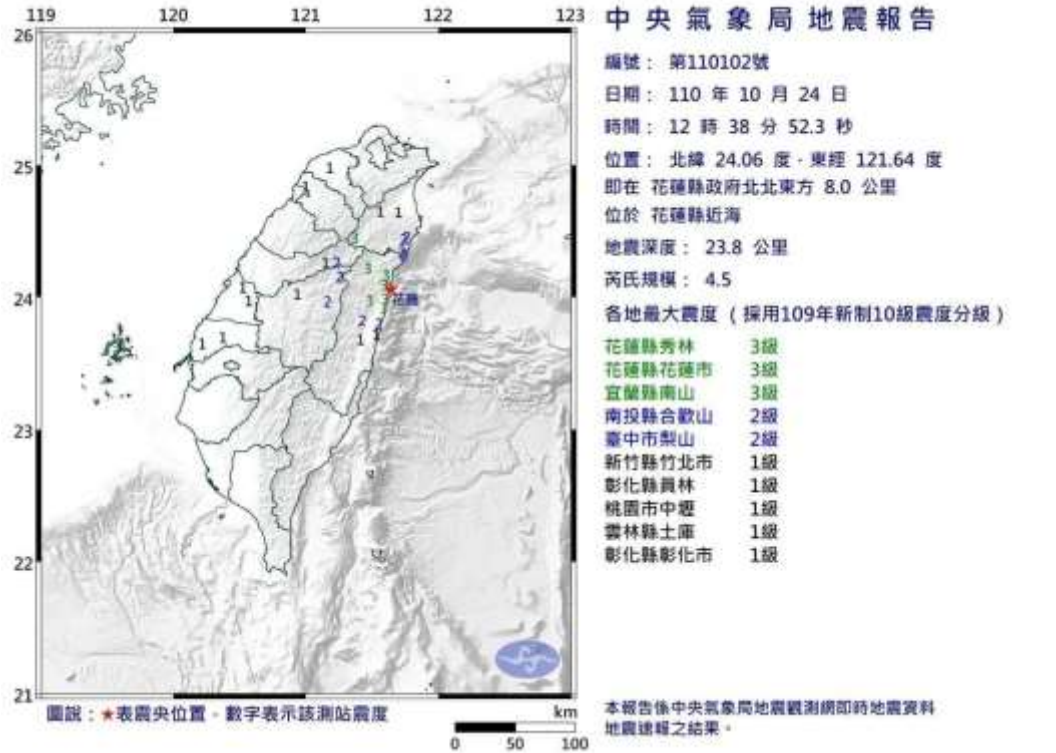 119 120 121 122 123
中央氣象局地震報告
26
編號： 第110102號
日期： 110 年 10 月 24 日
時間： 12 時 38 分 52.3 秒
25
位置： 北緯 24.06 度．東經 121.64 度
即在 花蓮縣政府北北東方 8.0 公里
位於 花蓮縣近海
地震深度： 23.8 公里
芮氏規模： 4.5
24
花蓮
各地最大震度 ( 採用109年新制10級震度分級 )
花蓮縣秀林 3級
花蓮縣花蓮市 3級
宜蘭縣南山 3級
南投縣合歡山 2級
臺中市梨山 2級
新竹縣竹北市 1級
彰化縣員林 1級
桃園市中壢 1級
雲林縣土庫 1級
彰化縣彰化市 1級
23
22
21
圖說：★表震央位置．數字表示該測站震度
km
0 50 100
本報告係中央氣象局地震觀測網即時地震資料
地震速報之結果。